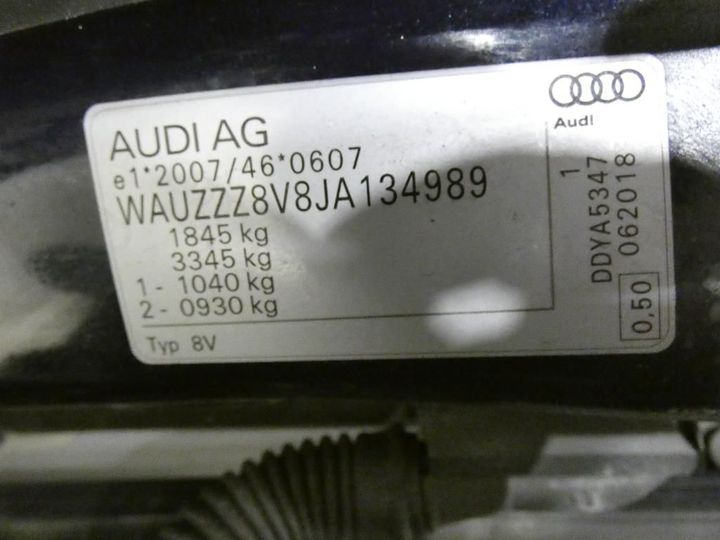 AUDI AG
e1*2007/46*0607
WAUZZZ8V8JA134989
1845 kg
3345 kg
1 - 1040 kg
2 - 0930 kg
Typ 8V
Audi
1
DDYA5347
062018
0,50